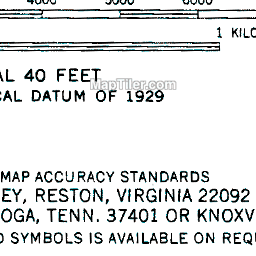 4000 5000 6000
1 KILO
AL 40 FEET
MapTiler.com
CAL DATUM OF 1929
MAP ACCURACY STANDARDS
EY, RESTON, VIRGINIA 22092
OGA, TENN. 37401 OR KNOXV
D SYMBOLS IS AVAILABLE ON REQU